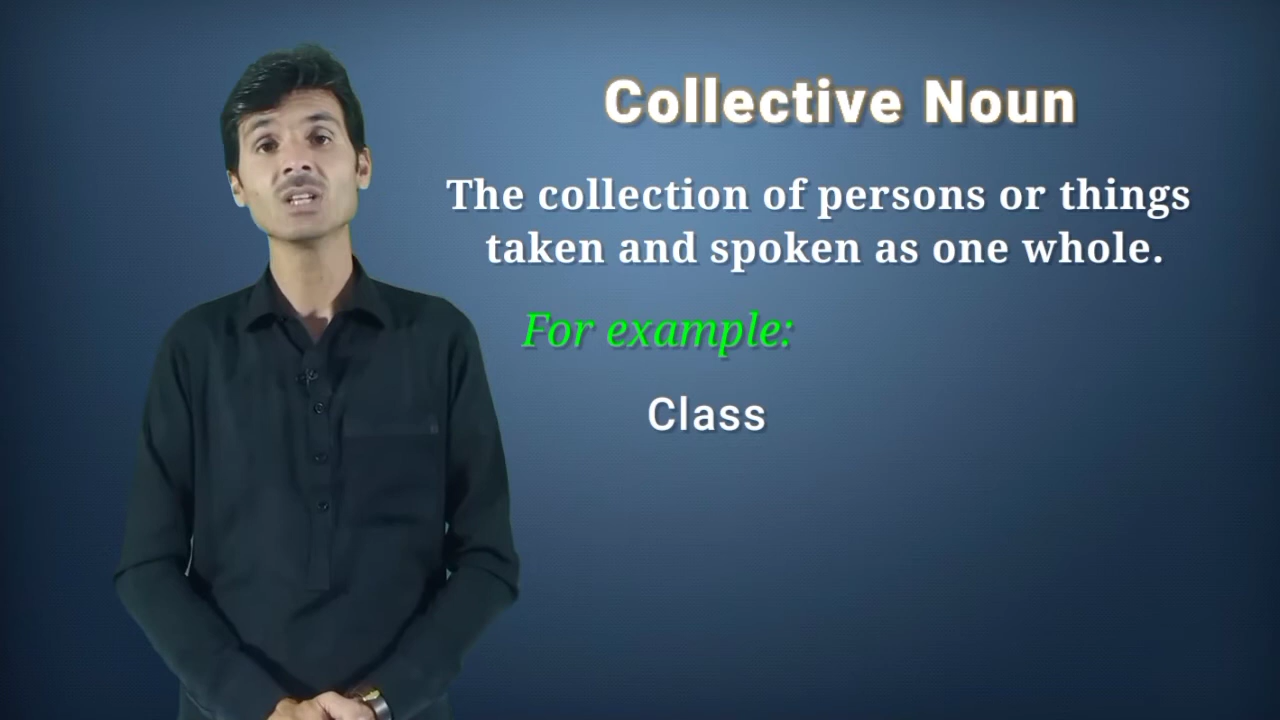 Collective Noun
The collection of persons or things
taken and spoken as one whole.
For example:
Class